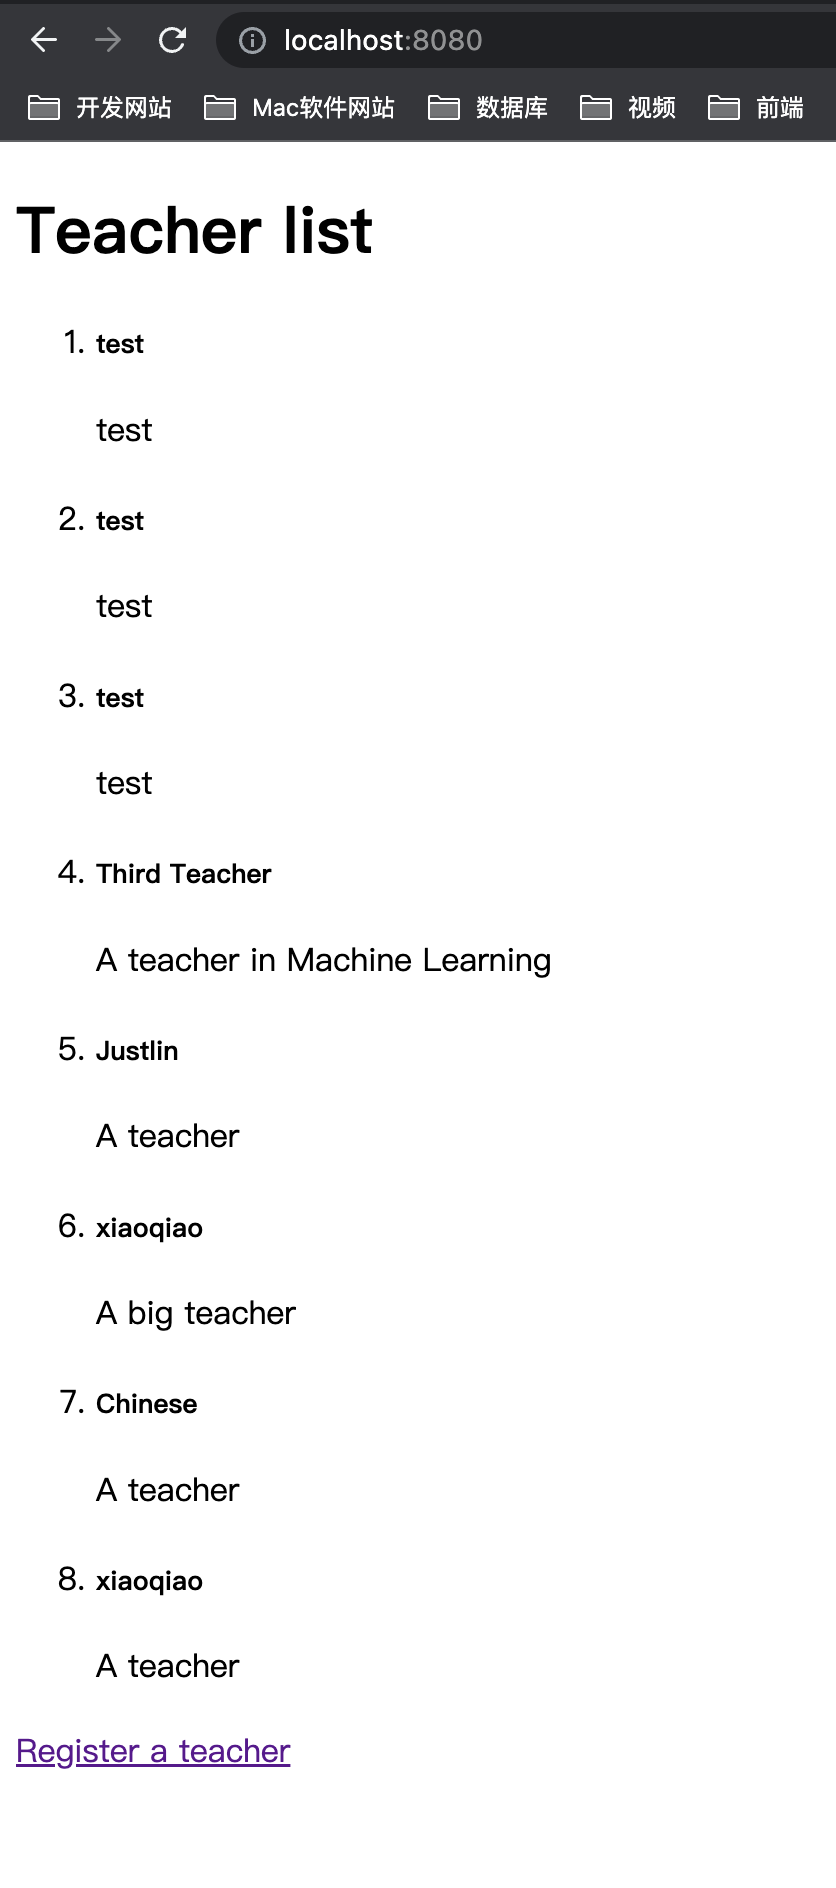 localhost:8080
开发网站 Mac软件网站 数据库 视频 前端
Teacher list
1. test
test
2. test
test
3. test
test
4. Third Teacher
A teacher in Machine Learning
5. Justlin
A teacher
6. xiaoqiao
A big teacher
7. Chinese
A teacher
8. xiaoqiao
A teacher
Register a teacher